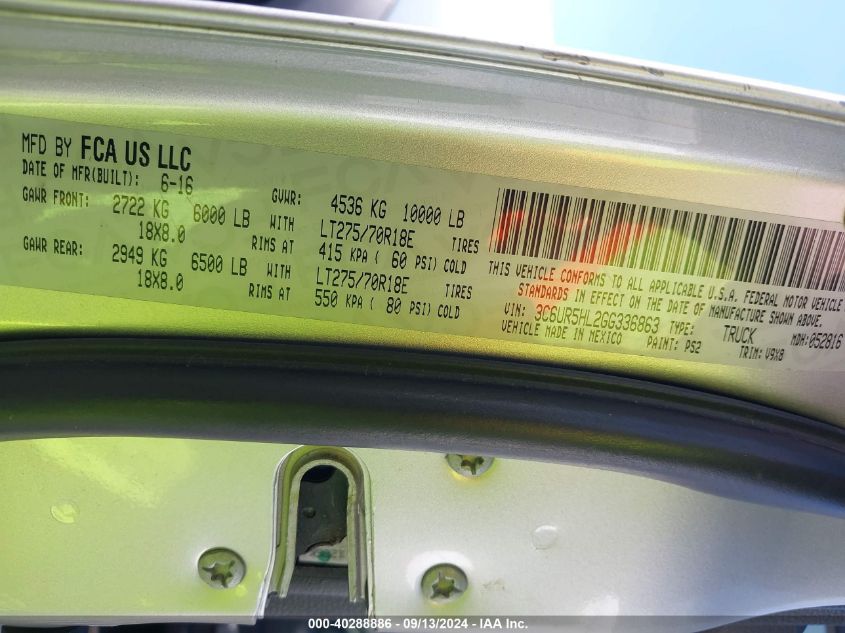 MFD BY FCA US LLC
DATE OF MFR(BUILT): 6-16
GVWR: 4536 KG 10000 LB
GAWR FRONT: 2722 KG 6000 LB WITH LT275/70R18E TIRES
18X8.0 RIMS AT 415 KPA ( 60 PSI) COLD
GAWR REAR: 2949 KG 6500 LB WITH LT275/70R18E TIRES
18X8.0 RIMS AT 550 KPA ( 80 PSI) COLD
THIS VEHICLE CONFORMS TO ALL APPLICABLE U.S.A. FEDERAL MOTOR VEHICLE
STANDARDS IN EFFECT ON THE DATE OF MANUFACTURE SHOWN ABOVE.
VIN: 3C6UR5HL2GG336863 TYPE: TRUCK MDH:052816
VEHICLE MADE IN MEXICO PAINT: PS2 TRIM: V9X8
000-40288886 - 09/13/2024 - IAA Inc.